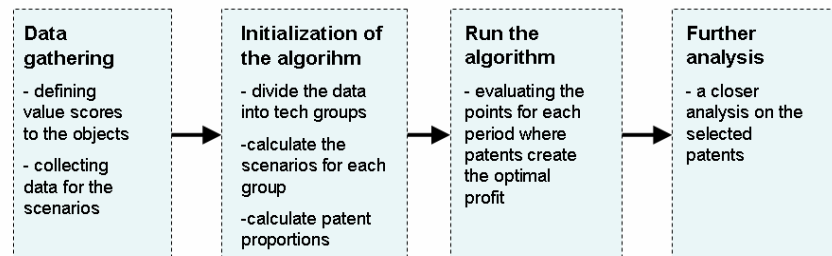 Data
gathering
- defining
value scores
to the objects
- collecting
data for the
scenarios
Initialization of
the algorihm
- divide the data
into tech groups
-calculate the
scenarios for each
group
-calculate patent
proportions
Run the
algorithm
- evaluating the
points for each
period where
patents create
the optimal
profit
Further
analysis
- a closer
analysis on the
selected
patents